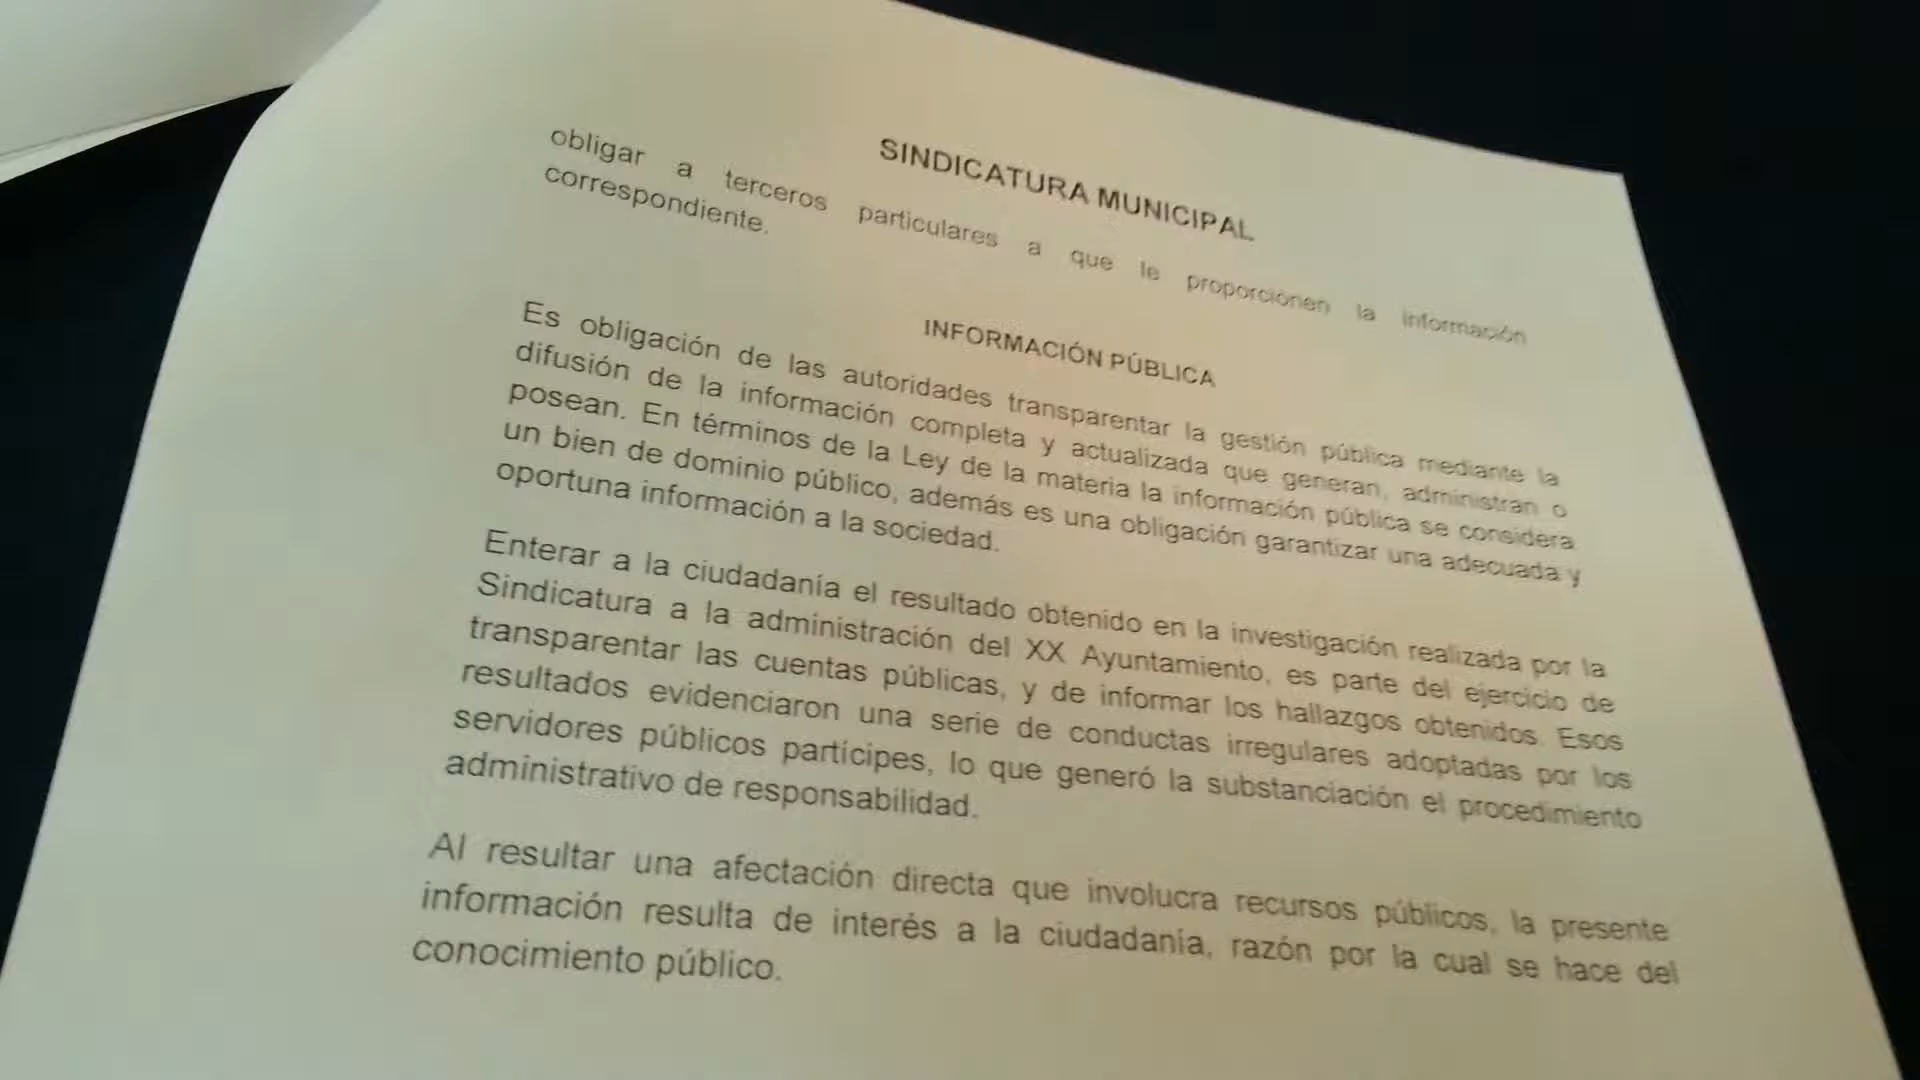 SINDICATURA MUNICIPAL
obligar a terceros particulares a que le proporcionen la información
correspondiente.
INFORMACIÓN PÚBLICA
Es obligación de las autoridades transparentar la gestión pública mediante la
difusión de la información completa y actualizada que generan, administran o
posean. En términos de la Ley de la materia la información pública se considera
un bien de dominio público, además es una obligación garantizar una adecuada y
oportuna información a la sociedad.
Enterar a la ciudadanía el resultado obtenido en la investigación realizada por la
Sindicatura a la administración del XX Ayuntamiento, es parte del ejercicio de
transparentar las cuentas públicas, y de informar los hallazgos obtenidos. Esos
resultados evidenciaron una serie de conductas irregulares adoptadas por los
servidores públicos partícipes, lo que generó la substanciación el procedimiento
administrativo de responsabilidad.
Al resultar una afectación directa que involucra recursos públicos, la presente
información resulta de interés a la ciudadanía, razón por la cual se hace del
conocimiento público.